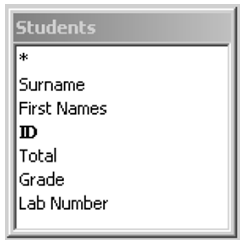 Students
*
Surname
First Names
ID
Total
Grade
Lab Number